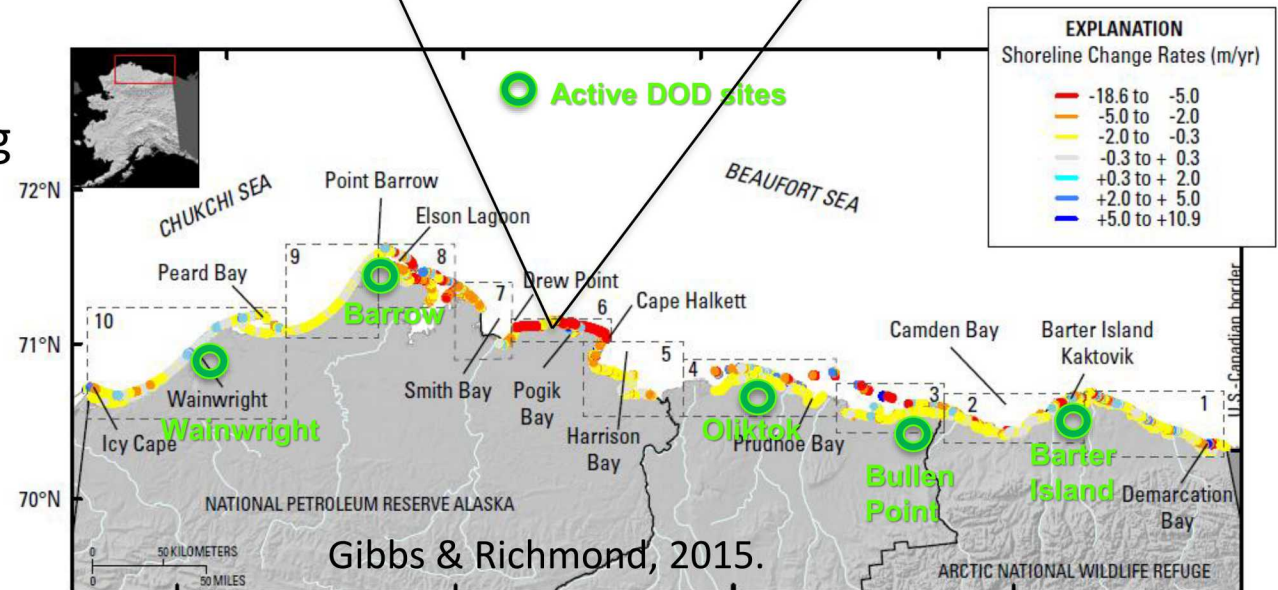 g
EXPLANATION
Shoreline Change Rates (m/yr)
-18.6 to -5.0
-5.0 to -2.0
-2.0 to -0.3
-0.3 to + 0.3
+0.3 to + 2.0
+2.0 to + 5.0
+5.0 to +10.9
Active DOD sites
72°N
71°N
70°N
CHUKCHI SEA
BEAUFORT SEA
Point Barrow
Elson Lagoon
Peard Bay
9
8
10
7
6
5
4
3
2
1
Drew Point
Cape Halkett
Camden Bay
Barter Island
Kaktovik
U.S.-Canadian border
Barrow
Wainwright
Wainwright
Icy Cape
Smith Bay
Pogik
Bay
Harrison
Bay
Oliktok
Prudhoe Bay
Bullen
Point
Barter
Island
Demarcation
Bay
NATIONAL PETROLEUM RESERVE ALASKA
ARCTIC NATIONAL WILDLIFE REFUGE
0 50 KILOMETERS
0 50 MILES
Gibbs & Richmond, 2015.